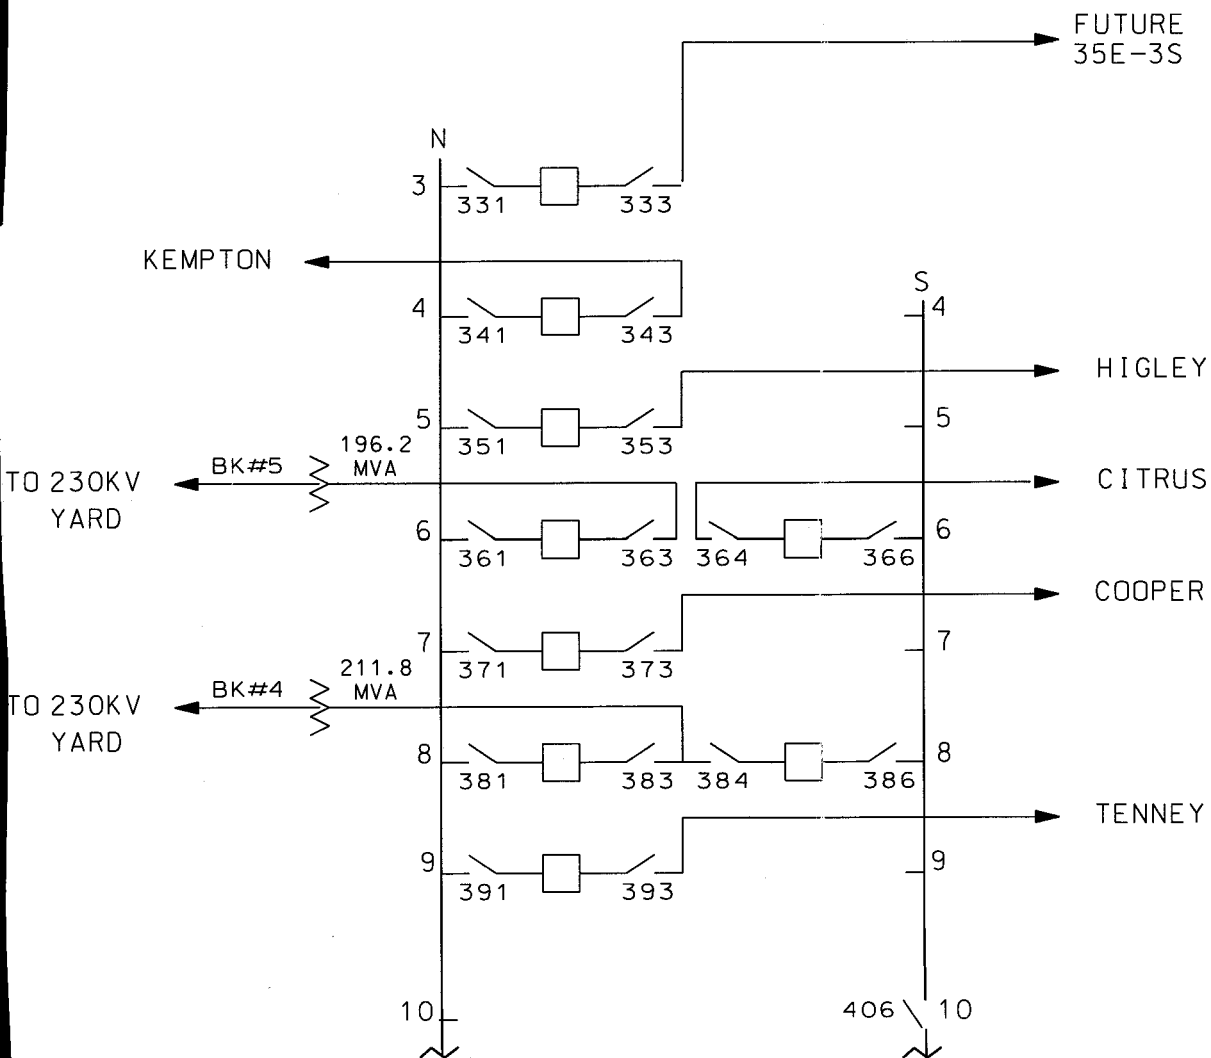 FUTURE
35E-3S
N
3
331
333
KEMPTON
S
4
341
343
4
HIGLEY
5
351
353
5
196.2
MVA
BK#5
TO 230KV
YARD
CITRUS
6
361
363
364
366
6
COOPER
7
371
373
7
211.8
MVA
BK#4
TO 230KV
YARD
8
381
383
384
386
8
TENNEY
9
391
393
9
10
406
10